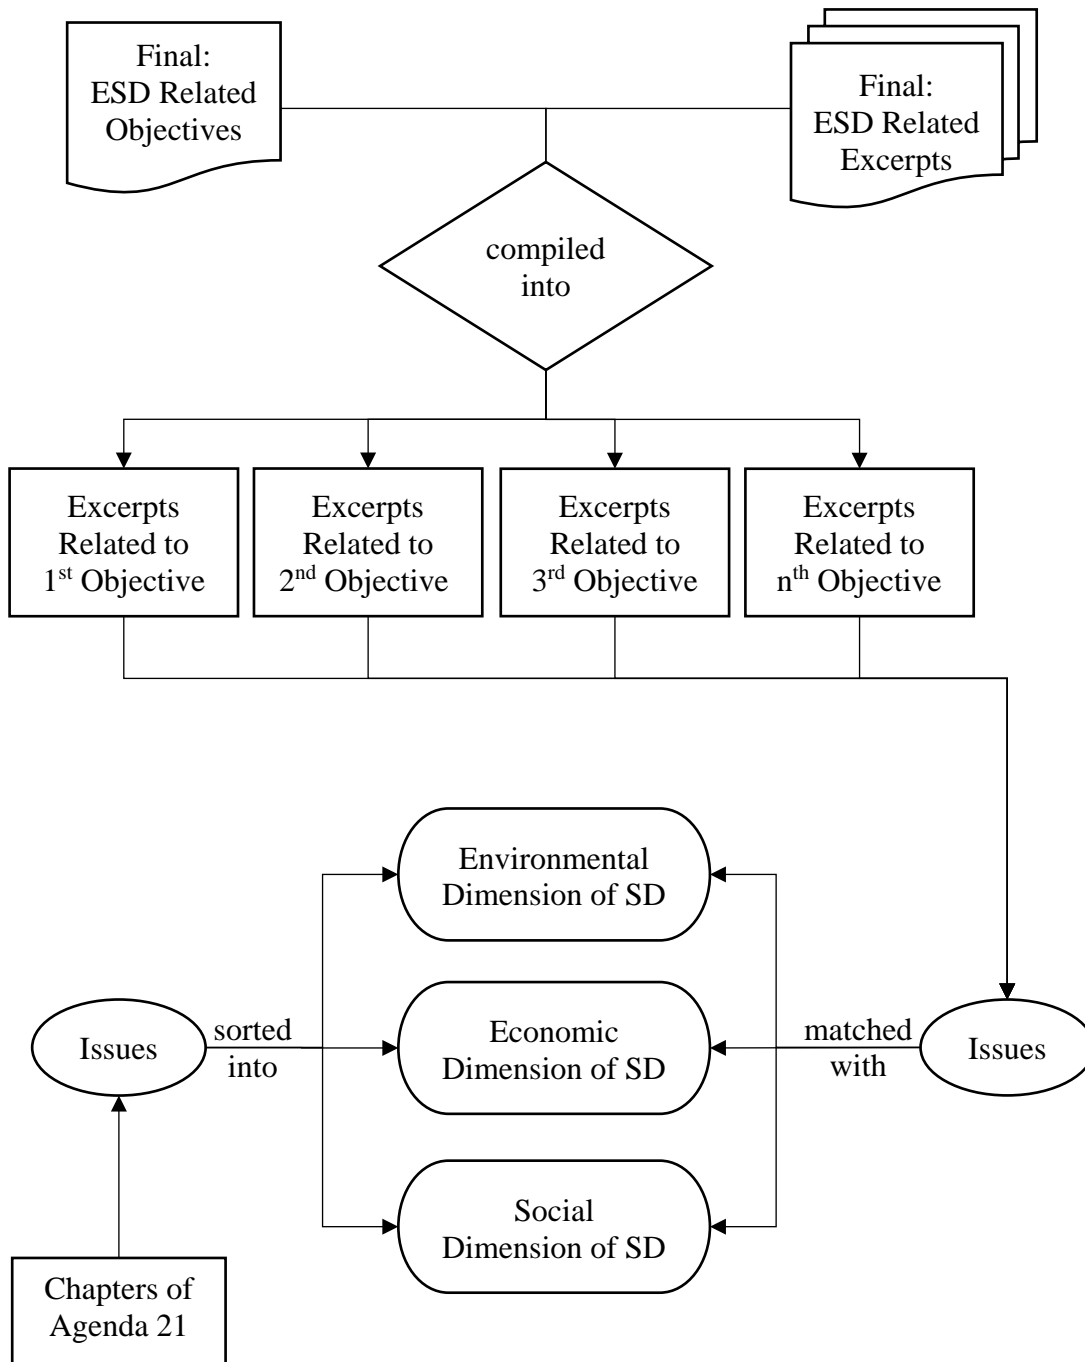 Final:
ESD Related
Objectives
Final:
ESD Related
Excerpts
compiled
into
Excerpts
Related to
1st Objective
Excerpts
Related to
2nd Objective
Excerpts
Related to
3rd Objective
Excerpts
Related to
nth Objective
Environmental
Dimension of SD
Issues
sorted
into
Economic
Dimension of SD
matched
with
Issues
Social
Dimension of SD
Chapters of
Agenda 21